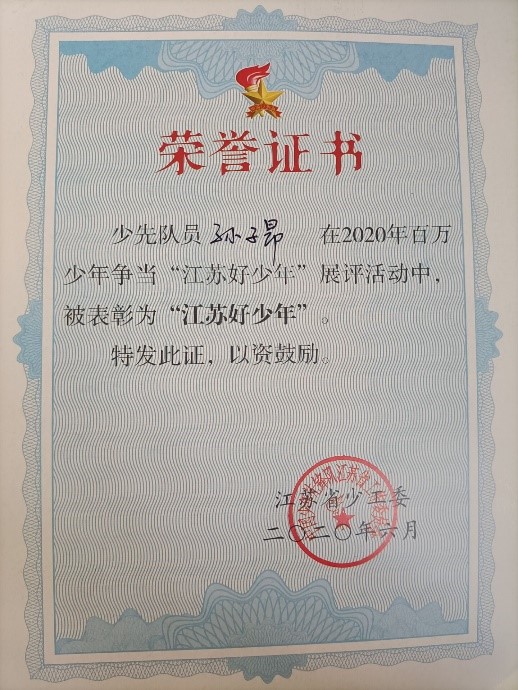 荣誉证书
少先队员 孙子昂 在2020年百万
少年争当“江苏好少年”展评活动中，
被表彰为“江苏好少年”。
特发此证，以资鼓励。
江苏省少工委
二〇二〇年六月